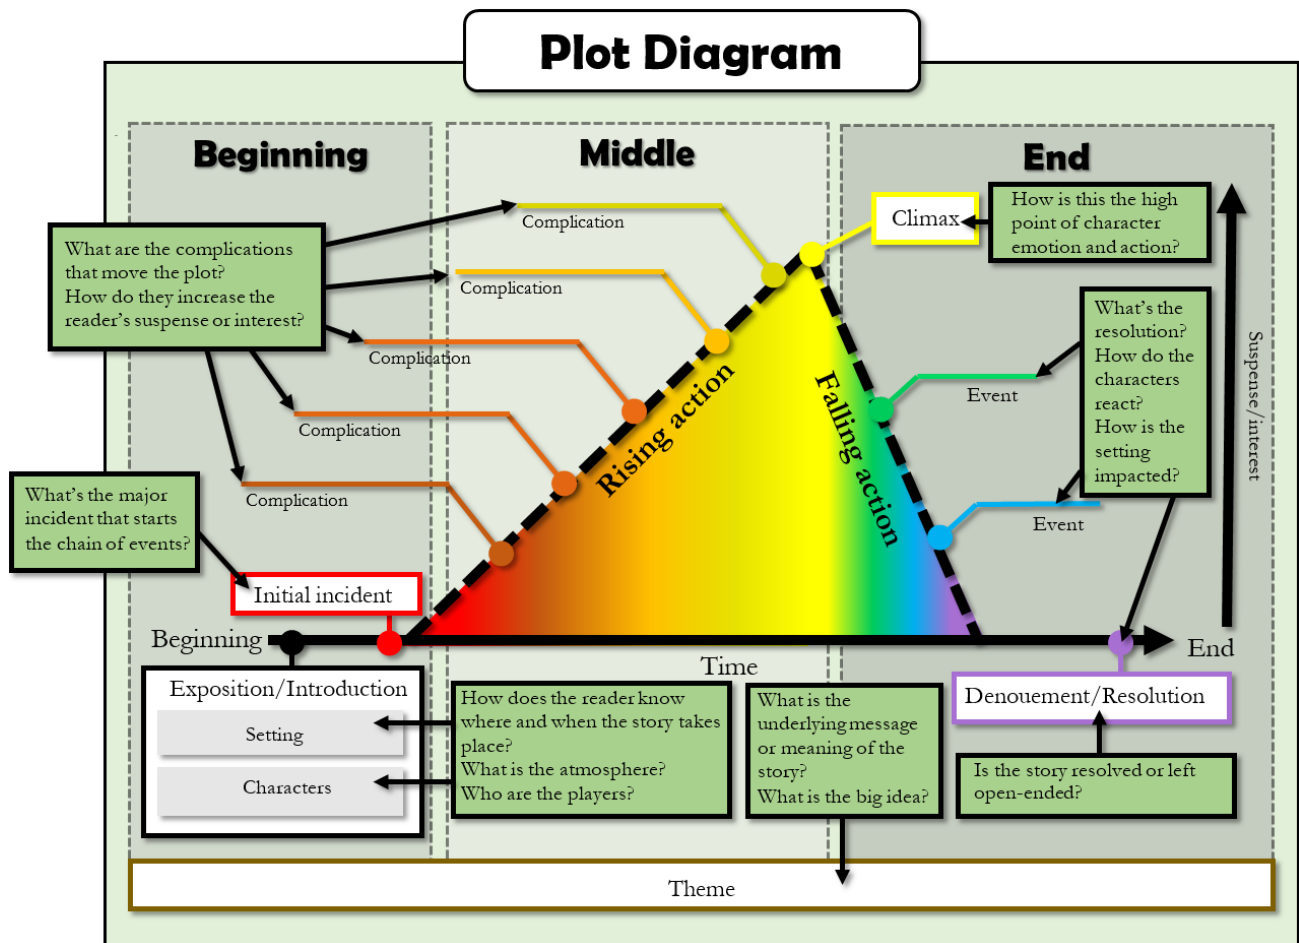 Plot Diagram
Beginning
Middle
End
What are the complications
that move the plot?
How do they increase the
reader's suspense or interest?
Complication
Complication
Complication
Complication
Complication
Climax
How is this the high
point of character
emotion and action?
What's the
resolution?
How do the
characters
react?
How is the
setting
impacted?
Suspense/interest
Rising action
Falling action
Event
Event
What's the major
incident that starts
the chain of events?
Initial incident
Beginning
Time
End
Exposition/Introduction
Setting
Characters
How does the reader know
where and when the story takes
place?
What is the atmosphere?
Who are the players?
What is the
underlying message
or meaning of the
story?
What is the big idea?
Denouement/Resolution
Is the story resolved or left
open-ended?
Theme